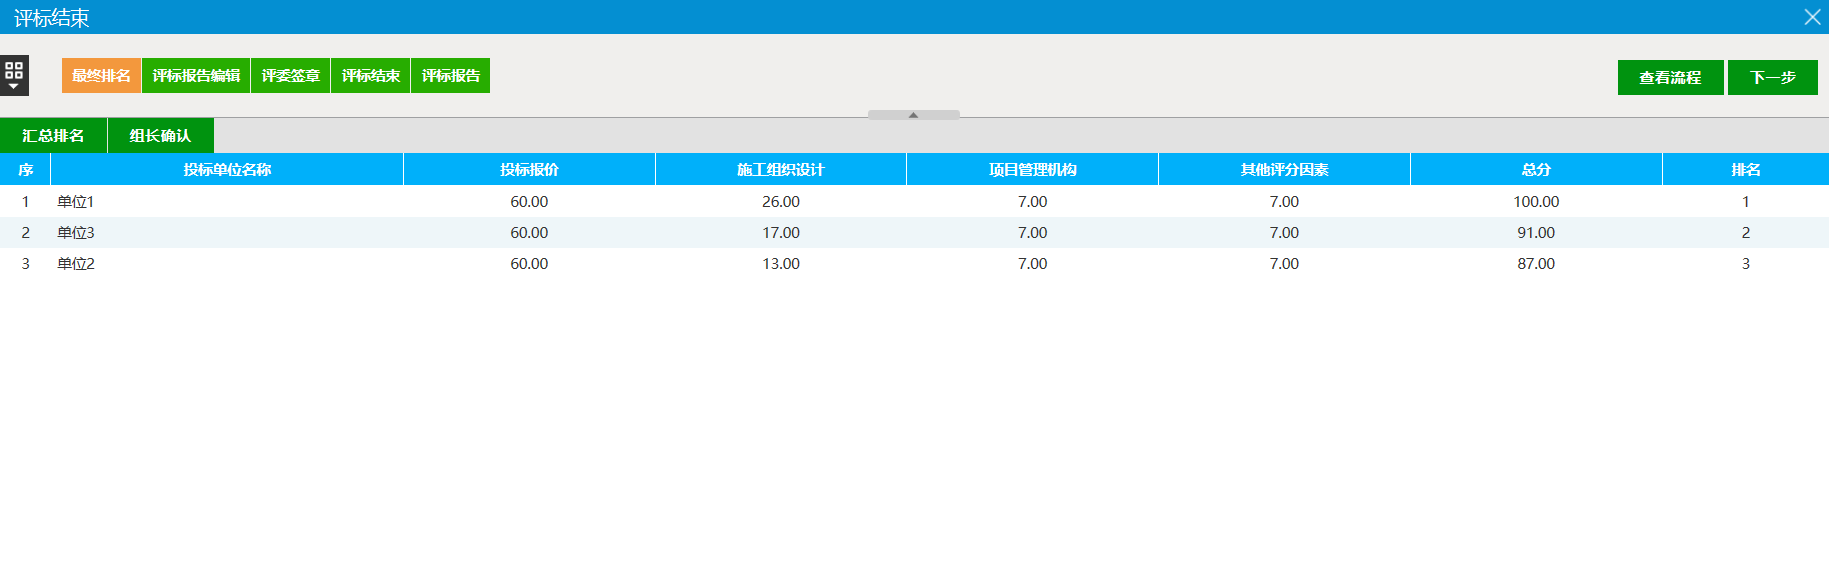 评标结束
最终排名 评标报告编辑 评委签章 评标结束 评标报告 查看流程 下一步
汇总排名 组长确认
序 投标单位名称 投标报价 施工组织设计 项目管理机构 其他评分因素 总分 排名
1 单位1 60.00 26.00 7.00 7.00 100.00 1
2 单位3 60.00 17.00 7.00 7.00 91.00 2
3 单位2 60.00 13.00 7.00 7.00 87.00 3